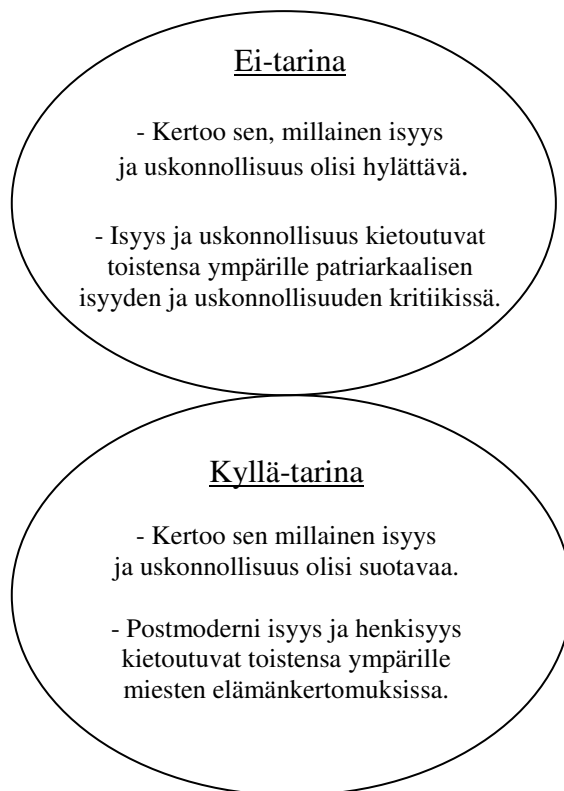 Ei-tarina
- Kertoo sen, millainen isyys
ja uskonnollisuus olisi hylättävä.
- Isyys ja uskonnollisuus kietoutuvat
toistensa ympärille patriarkaalisen
isyyden ja uskonnollisuuden kritiikissä.
Kyllä-tarina
- Kertoo sen millainen isyys
ja uskonnollisuus olisi suotavaa.
- Postmoderni isyys ja henkisyys
kietoutuvat toistensa ympärille
miesten elämänkertomuksissa.